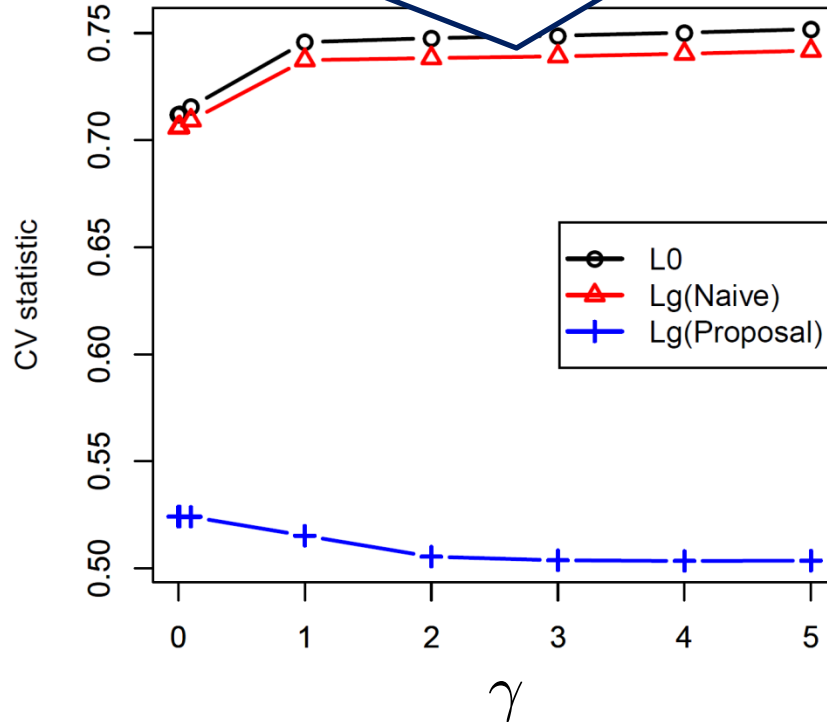 0.75
0.70
0.65
0.60
0.55
0.50
CV statistic
L0
Lg(Naive)
Lg(Proposal)
0 1 2 3 4 5
γ